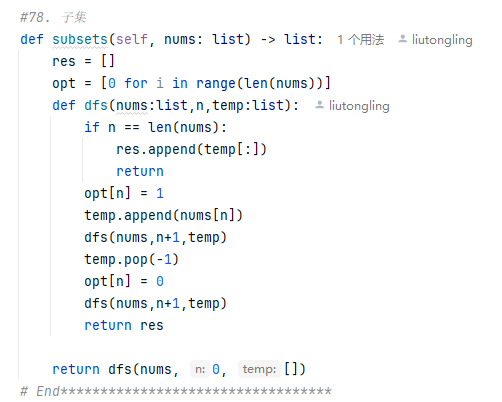 #78. 子集
def subsets(self, nums: list) -> list: 1 个用法 liutongling
    res = []
    opt = [0 for i in range(len(nums))]
    def dfs(nums:list,n,temp:list): liutongling
        if n == len(nums):
            res.append(temp[:])
            return
        opt[n] = 1
        temp.append(nums[n])
        dfs(nums,n+1,temp)
        temp.pop(-1)
        opt[n] = 0
        dfs(nums,n+1,temp)
        return res
    return dfs(nums, n: 0, temp: [])
# End**********************************